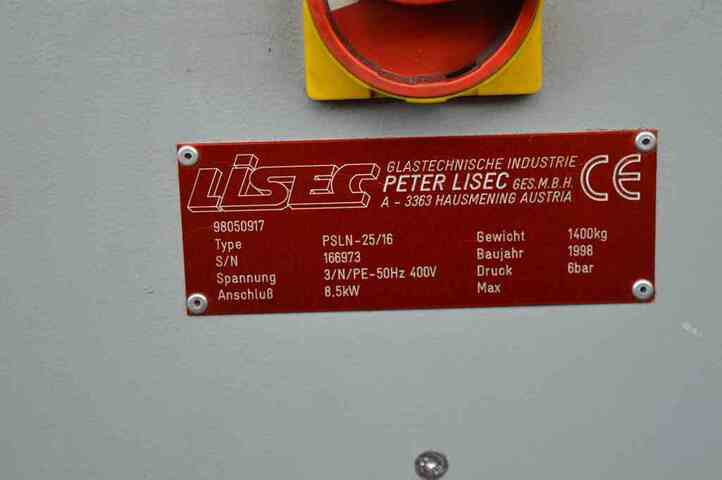 LiSEC
GLASTECHNISCHE INDUSTRIE
PETER LISEC GES.M.B.H.
A - 3363 HAUSMENING AUSTRIA
CE
98050917
Type PSLN-25/16
S/N 166973
Spannung 3/N/PE-50Hz 400V
Anschluß 8,5kW
Gewicht 1400kg
Baujahr 1998
Druck 6bar
Max